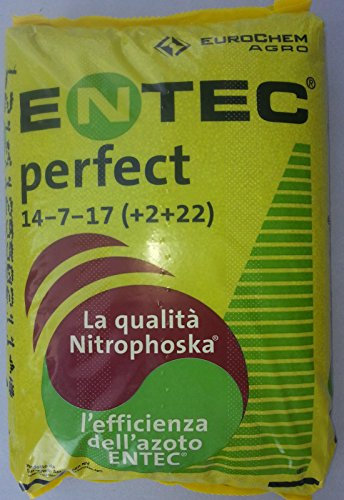 EUROCHEM
AGRO
ENTEC®
perfect
14-7-17 (+2+22)
La qualità
Nitrophoska®
l'efficienza
dell'azoto
ENTEC®